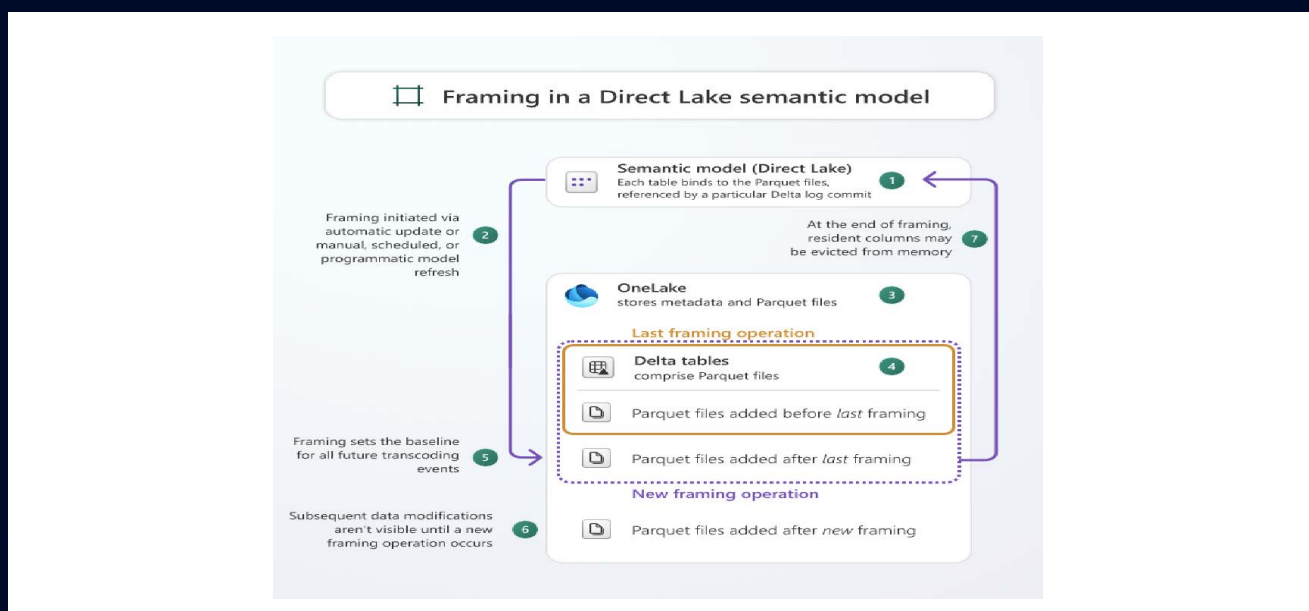 Framing in a Direct Lake semantic model
Semantic model (Direct Lake)
Each table binds to the Parquet files,
referenced by a particular Delta log commit
1
Framing initiated via
automatic update or
manual, scheduled, or
programmatic model
refresh
2
At the end of framing,
resident columns may
be evicted from memory
7
OneLake
stores metadata and Parquet files
3
Last framing operation
Delta tables
comprise Parquet files
4
Parquet files added before last framing
Framing sets the baseline
for all future transcoding
events
5
Parquet files added after last framing
New framing operation
Subsequent data modifications
aren't visible until a new
framing operation occurs
6
Parquet files added after new framing